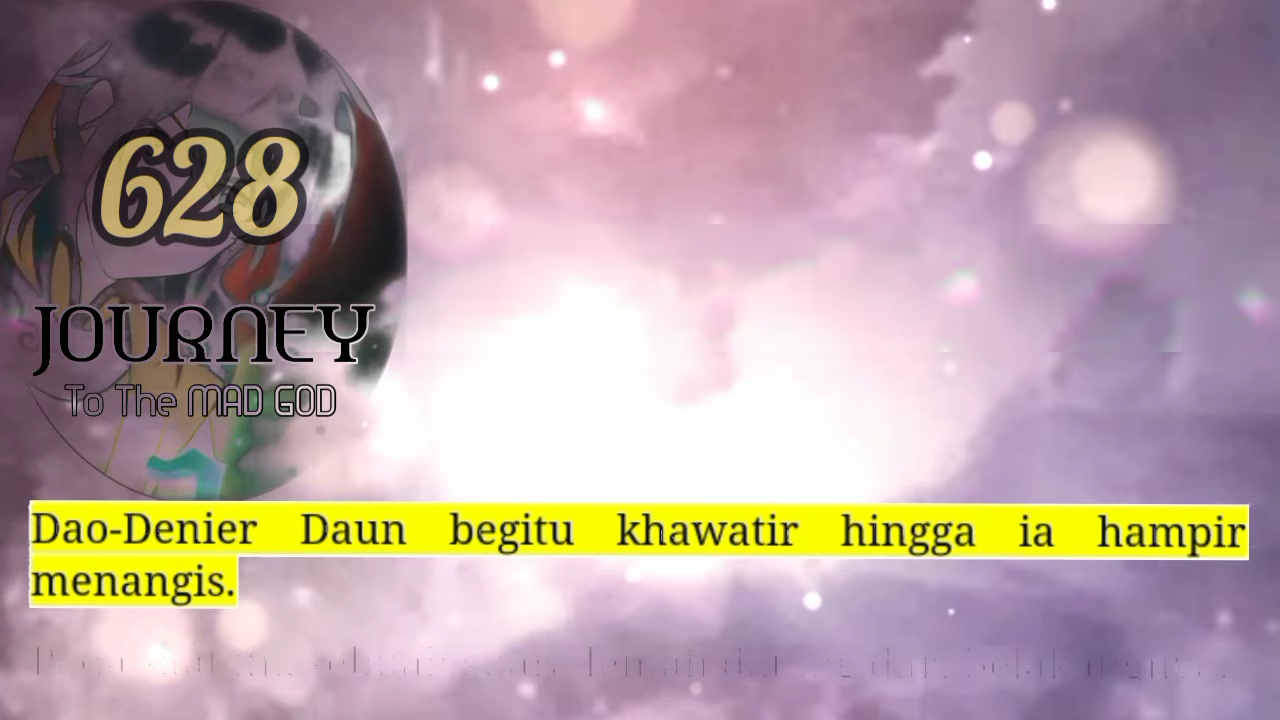 628
JOURNEY
To The MAD GOD
Dao-Denier Daun begitu khawatir hingga ia hampir
menangis.